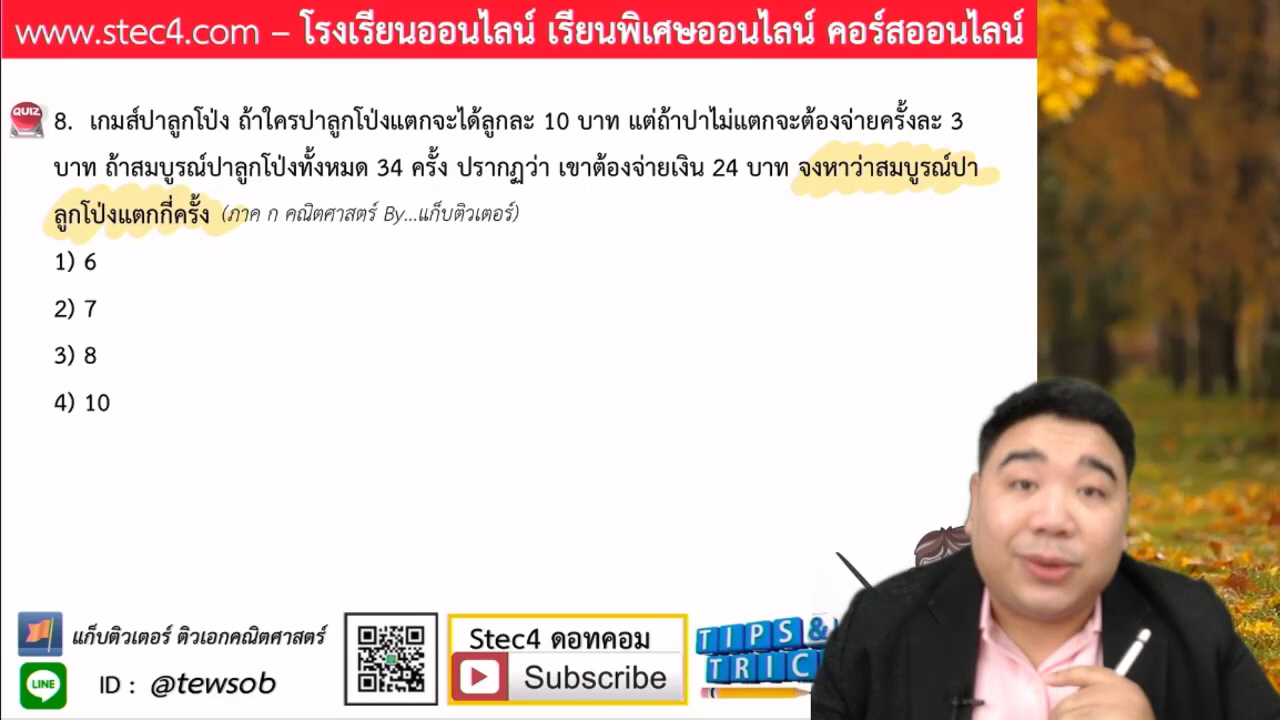 www.stec4.com – โรงเรียนออนไลน์ เรียนพิเศษออนไลน์ คอร์สออนไลน์
QUIZ
8. เกมส์ปาลูกโป่ง ถ้าใครปาลูกโป่งแตกจะได้ลูกละ 10 บาท แต่ถ้าปาไม่แตกจะต้องจ่ายครั้งละ 3
บาท ถ้าสมบูรณ์ปาลูกโป่งทั้งหมด 34 ครั้ง ปรากฏว่า เขาต้องจ่ายเงิน 24 บาท จงหาว่าสมบูรณ์ปา
ลูกโป่งแตกกี่ครั้ง (ภาค ก คณิตศาสตร์ By...แก็บติวเตอร์)
1) 6
2) 7
3) 8
4) 10
แก็บติวเตอร์ ติวเอกคณิตศาสตร์
LINE
ID : @tewsob
Stec4 ดอทคอม
Subscribe
TIPS &
TRIC